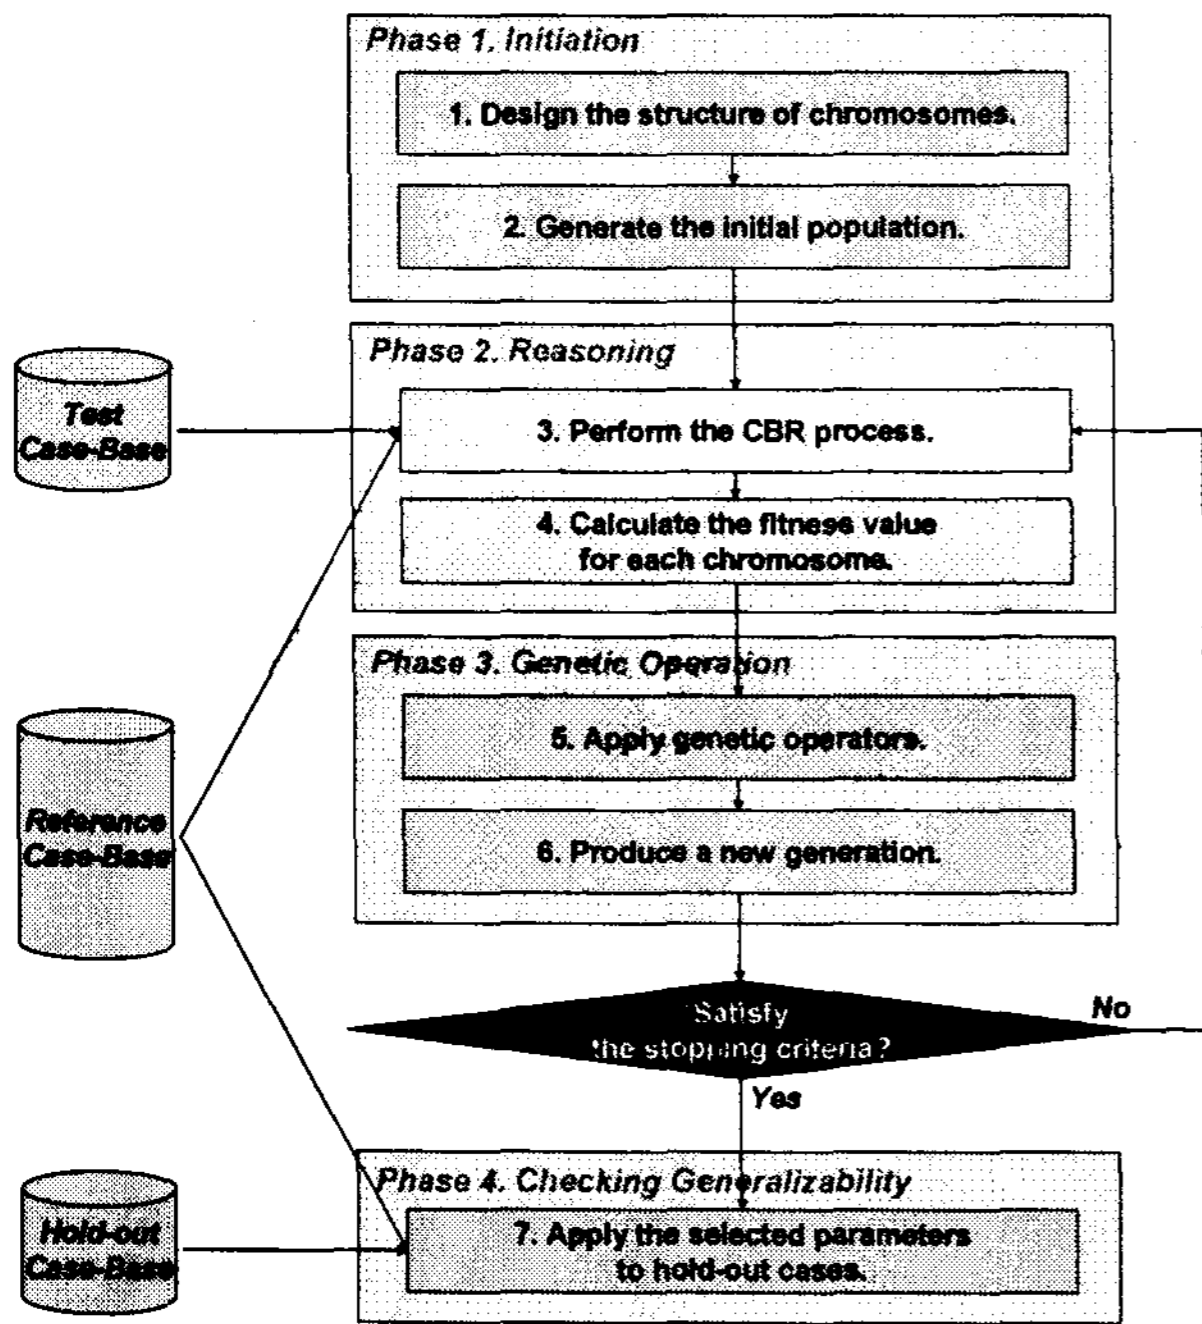 Phase 1. Initiation
1. Design the structure of chromosomes.
2. Generate the initial population.
Phase 2. Reasoning
Test
Case-Base
3. Perform the CBR process.
4. Calculate the fitness value
for each chromosome.
Phase 3. Genetic Operation
5. Apply genetic operators.
Reference
Case-Base
6. Produce a new generation.
Satisfy
the stopping criteria?
No
Yes
Phase 4. Checking Generalizability
Hold-out
Case-Base
7. Apply the selected parameters
to hold-out cases.